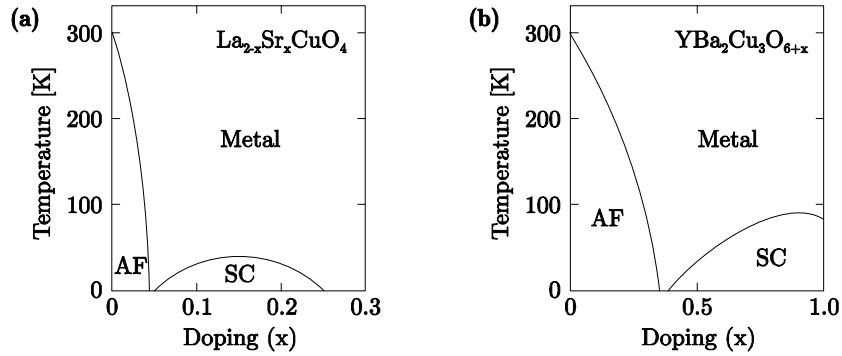 (a)
La2-xSrxCuO4
Temperature [K]
300
200
100
0
Metal
AF
SC
0 0.1 0.2 0.3
Doping (x)
(b)
YBa2Cu3O6+x
Temperature [K]
300
200
100
0
Metal
AF
SC
0 0.5 1.0
Doping (x)